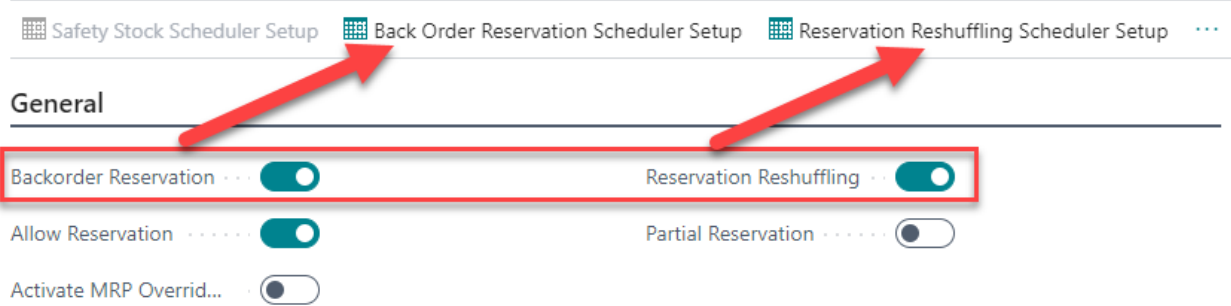 Safety Stock Scheduler Setup Back Order Reservation Scheduler Setup Reservation Reshuffling Scheduler Setup ...
General
Backorder Reservation Reservation Reshuffling
Allow Reservation Partial Reservation
Activate MRP Overrid...